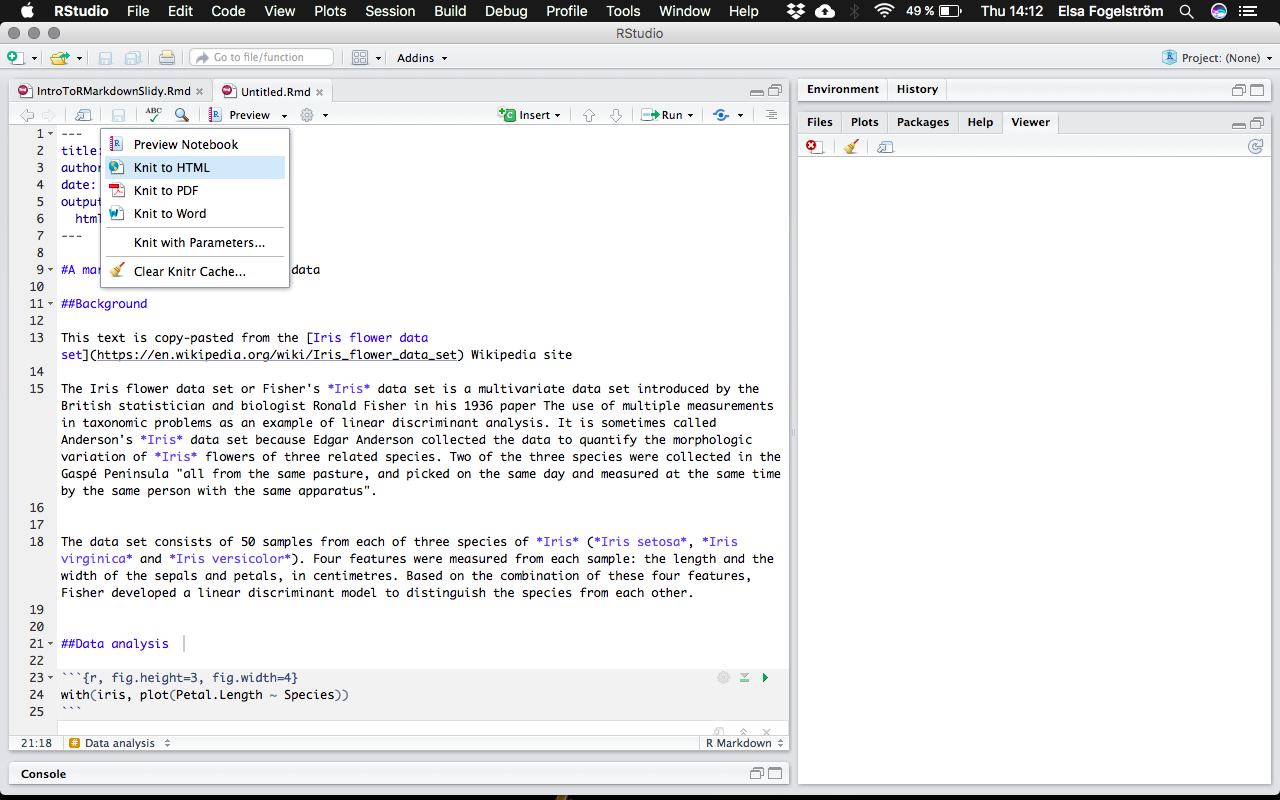 RStudio File Edit Code View Plots Session Build Debug Profile Tools Window Help 49 % Thu 14:12 Elsa Fogelström
RStudio
Go to file/function Addins Project: (None)
IntroToRMarkdownSlidy.Rmd Untitled.Rmd
ABC Preview Insert Run
1 ---
2 title:
3 author
4 date:
5 output
6 html
7 ---
8
9 #A mar data
Preview Notebook
Knit to HTML
Knit to PDF
Knit to Word
Knit with Parameters...
Clear Knitr Cache...
10
11 ##Background
12
13 This text is copy-pasted from the [Iris flower data
set](https://en.wikipedia.org/wiki/Iris_flower_data_set) Wikipedia site
14
15 The Iris flower data set or Fisher's *Iris* data set is a multivariate data set introduced by the
British statistician and biologist Ronald Fisher in his 1936 paper The use of multiple measurements
in taxonomic problems as an example of linear discriminant analysis. It is sometimes called
Anderson's *Iris* data set because Edgar Anderson collected the data to quantify the morphologic
variation of *Iris* flowers of three related species. Two of the three species were collected in the
Gaspé Peninsula "all from the same pasture, and picked on the same day and measured at the same time
by the same person with the same apparatus".
16
17
18 The data set consists of 50 samples from each of three species of *Iris* (*Iris setosa*, *Iris
virginica* and *Iris versicolor*). Four features were measured from each sample: the length and the
width of the sepals and petals, in centimetres. Based on the combination of these four features,
Fisher developed a linear discriminant model to distinguish the species from each other.
19
20
21 ##Data analysis
22
23 ```{r, fig.height=3, fig.width=4}
24 with(iris, plot(Petal.Length ~ Species))
25 ```
21:18 # Data analysis R Markdown
Console
Environment History
Files Plots Packages Help Viewer